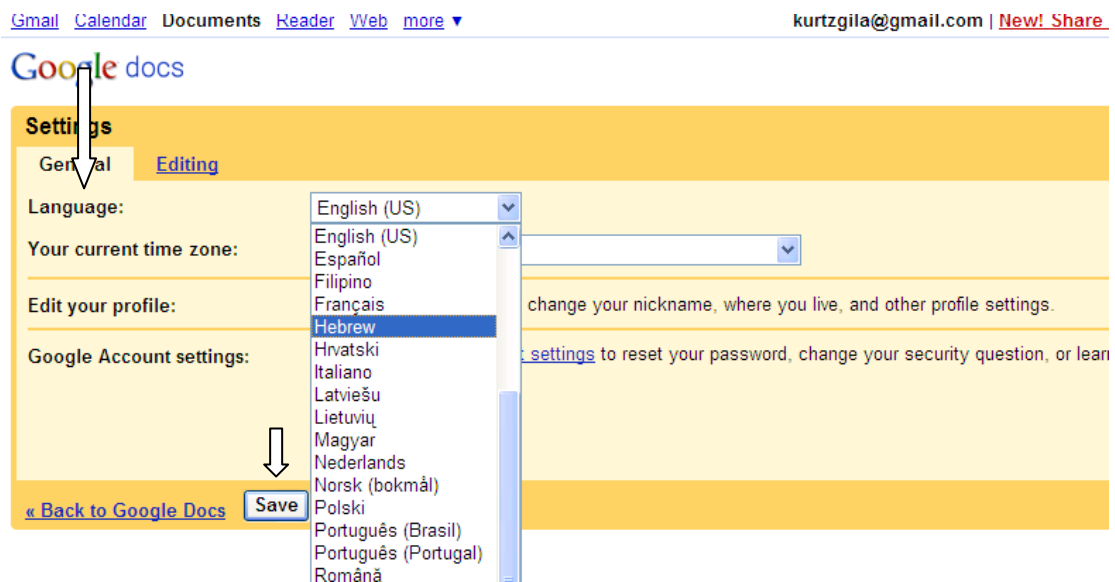 Gmail Calendar Documents Reader Web more ▼ kurtzgila@gmail.com | New! Share
Google docs
Settings
General Editing
Language: English (US)
English (US)
Your current time zone:
Español
Filipino
Edit your profile: Français change your nickname, where you live, and other profile settings.
Hebrew
Hrvatski
Google Account settings: settings to reset your password, change your security question, or lear
Italiano
Latviešu
Lietuvių
Magyar
Nederlands
Norsk (bokmål)
« Back to Google Docs Save Polski
Português (Brasil)
Português (Portugal)
Română